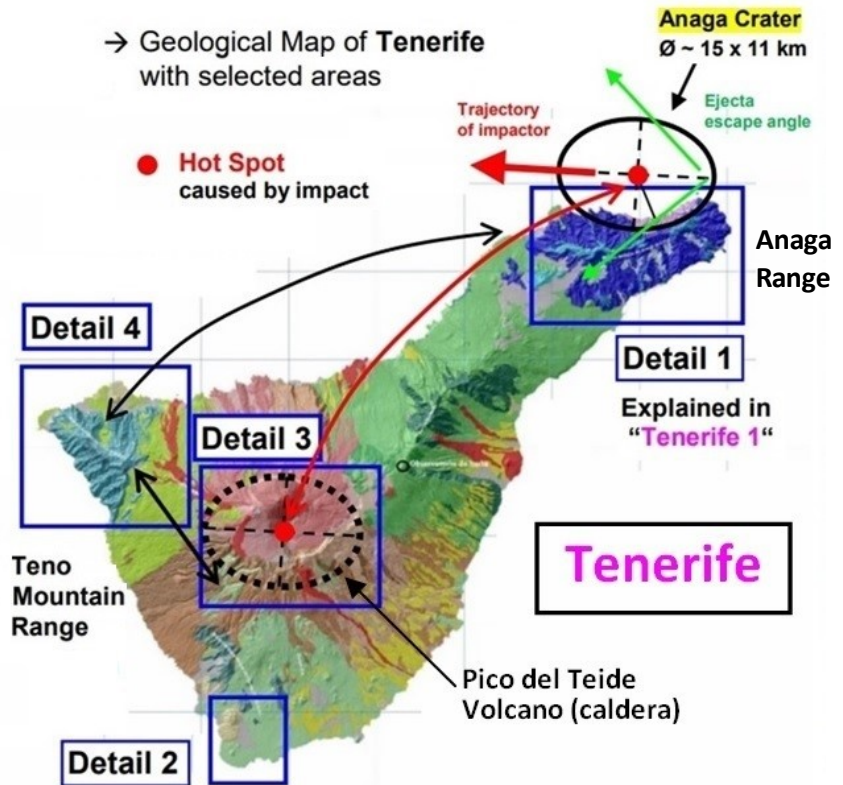 → Geological Map of Tenerife
with selected areas
Anaga Crater
Ø ~ 15 x 11 km
Trajectory
of impactor
Ejecta
escape angle
Hot Spot
caused by impact
Anaga
Range
Detail 4
Detail 1
Explained in
“Tenerife 1“
Detail 3
Tenerife
Teno
Mountain
Range
Pico del Teide
Volcano (caldera)
Detail 2